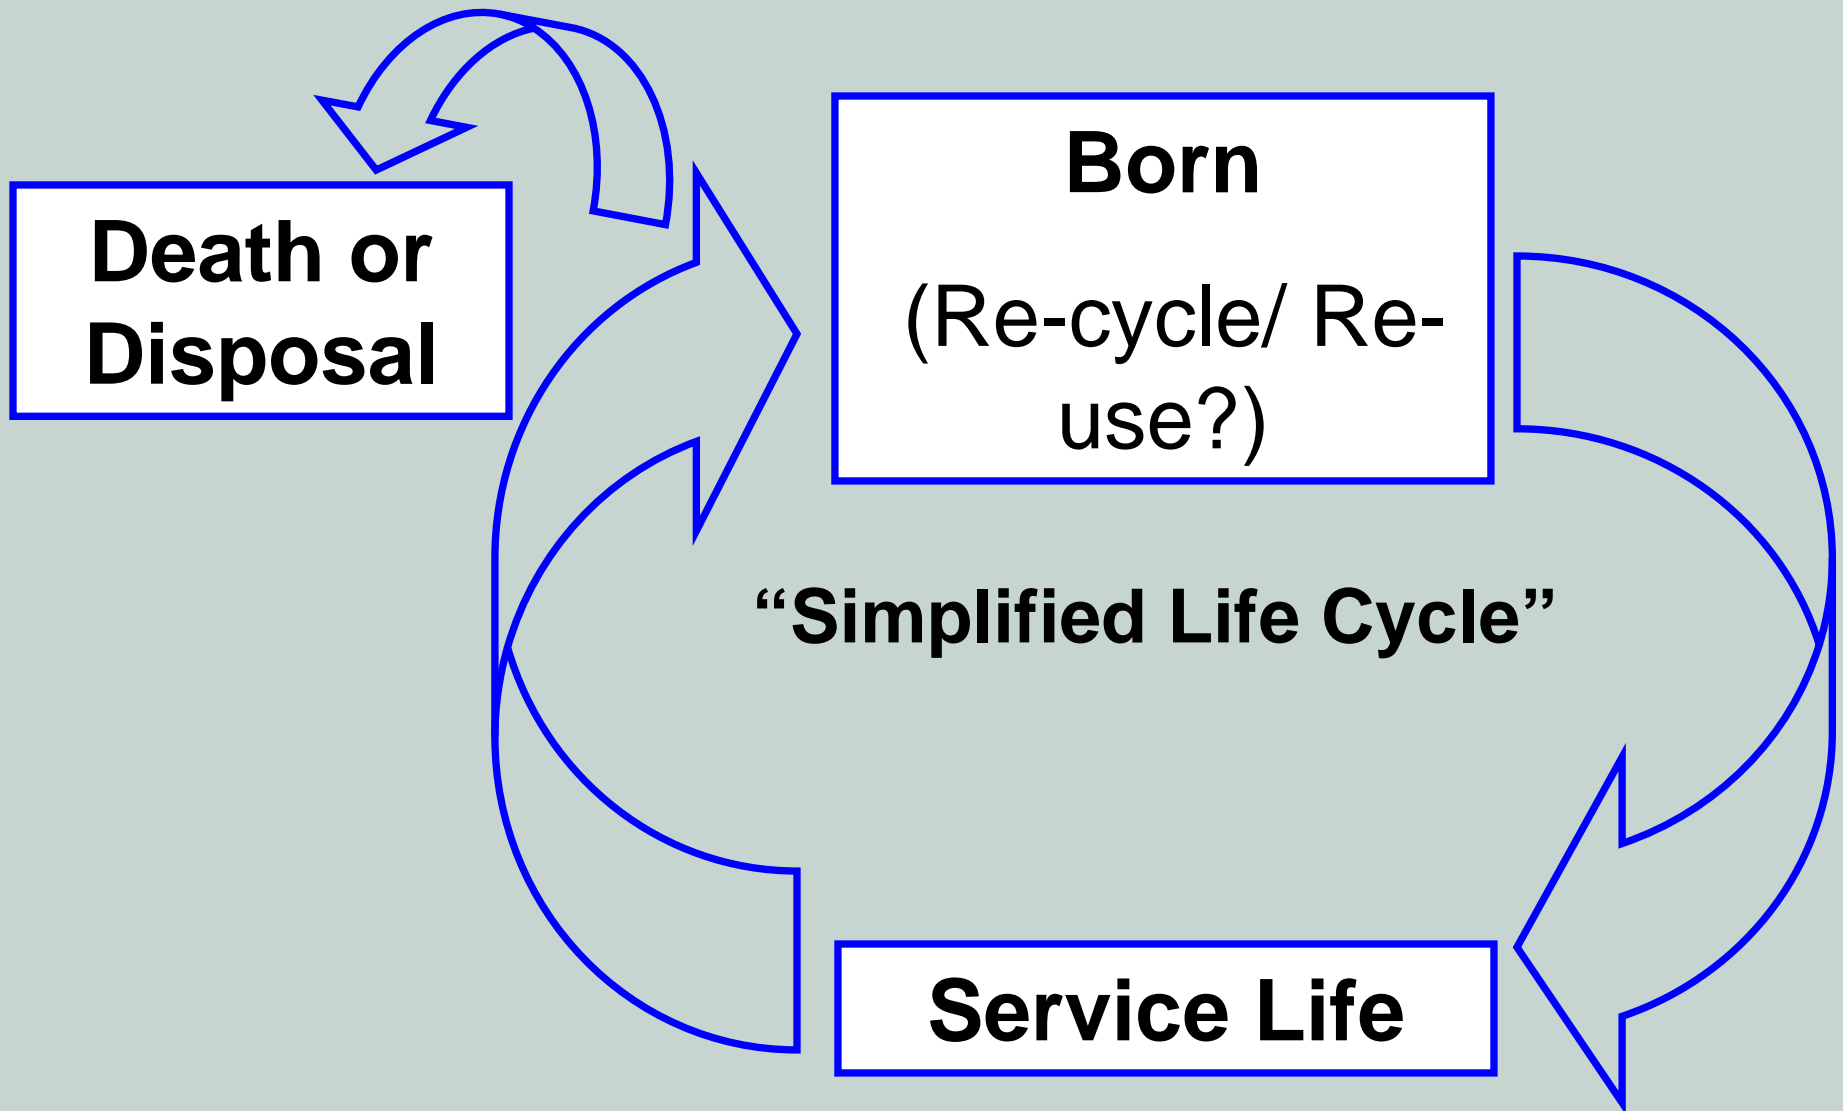 Death or
Disposal
Born
(Re-cycle/ Re-
use?)
“Simplified Life Cycle”
Service Life